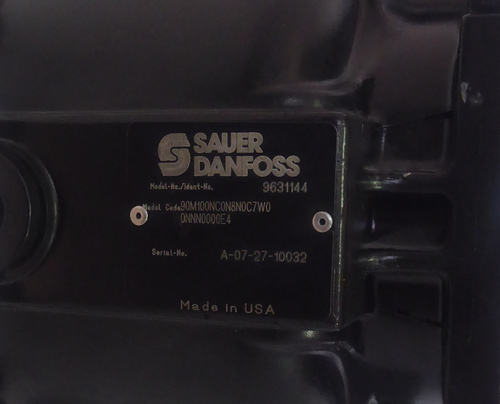 SAUER
DANFOSS
Model-No./Ident-No.
9631144
Model Code 90M100NC0N8N0C7W0
0NNN0000E4
Serial-No. A-07-27-10032
Made in USA